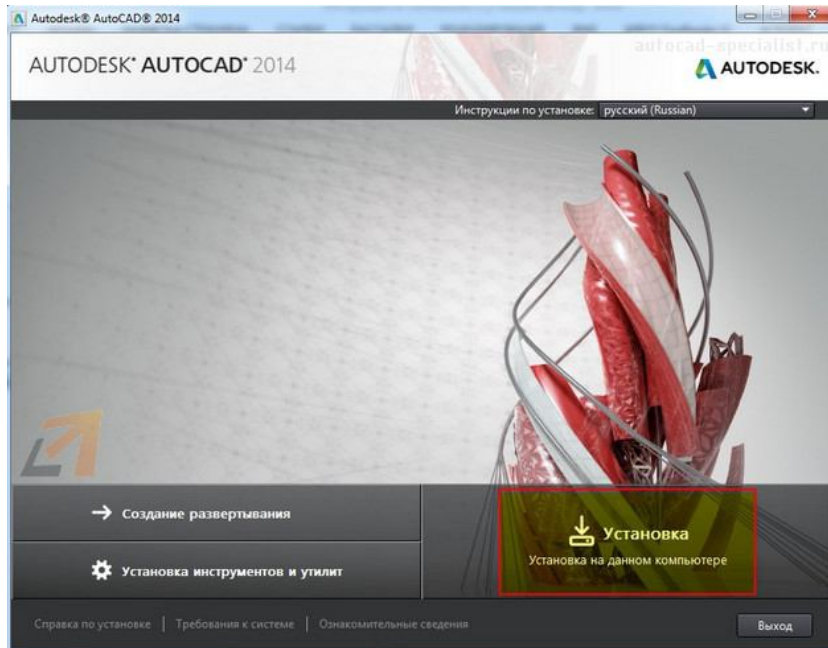 Autodesk® AutoCAD® 2014
autocad-specialist.ru
AUTODESK® AUTOCAD® 2014
AUTODESK.
Инструкции по установке: русский (Russian)
Создание развертывания
Установка инструментов и утилит
Установка
Установка на данном компьютере
Справка по установке | Требования к системе | Ознакомительные сведения
Выход